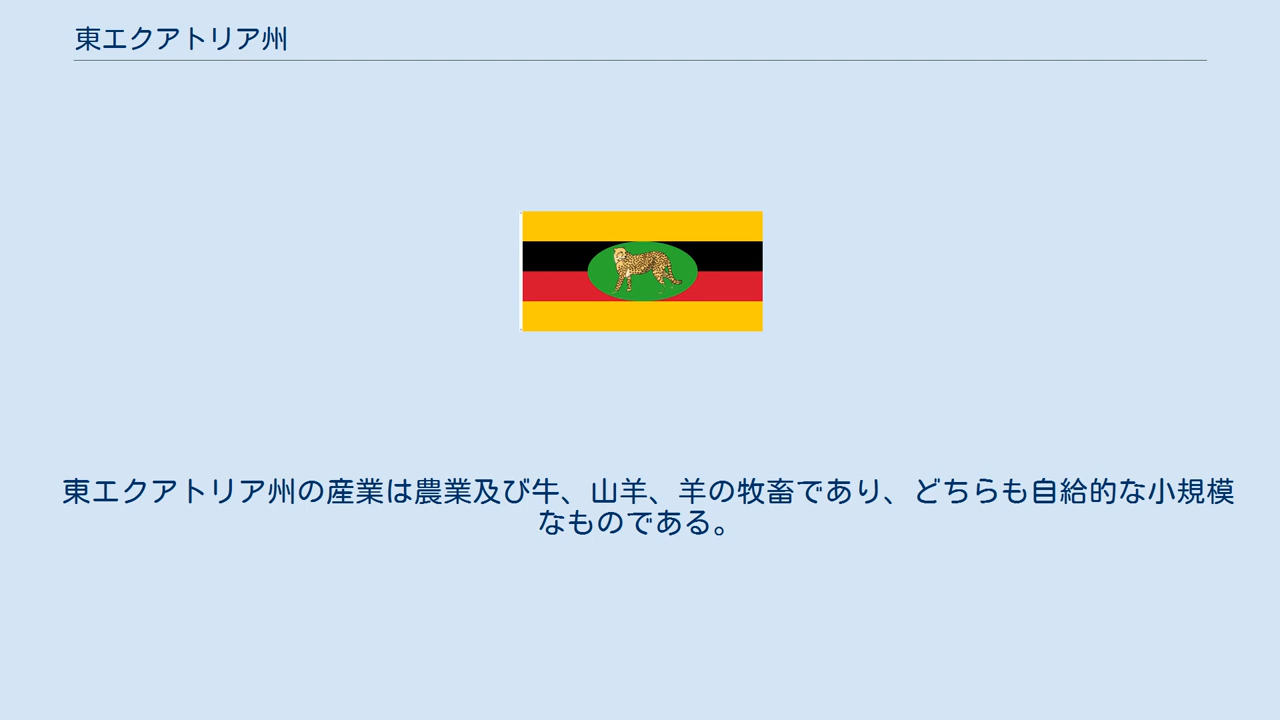 東エクアトリア州
東エクアトリア州の産業は農業及び牛、山羊、羊の牧畜であり、どちらも自給的な小規模
なものである。